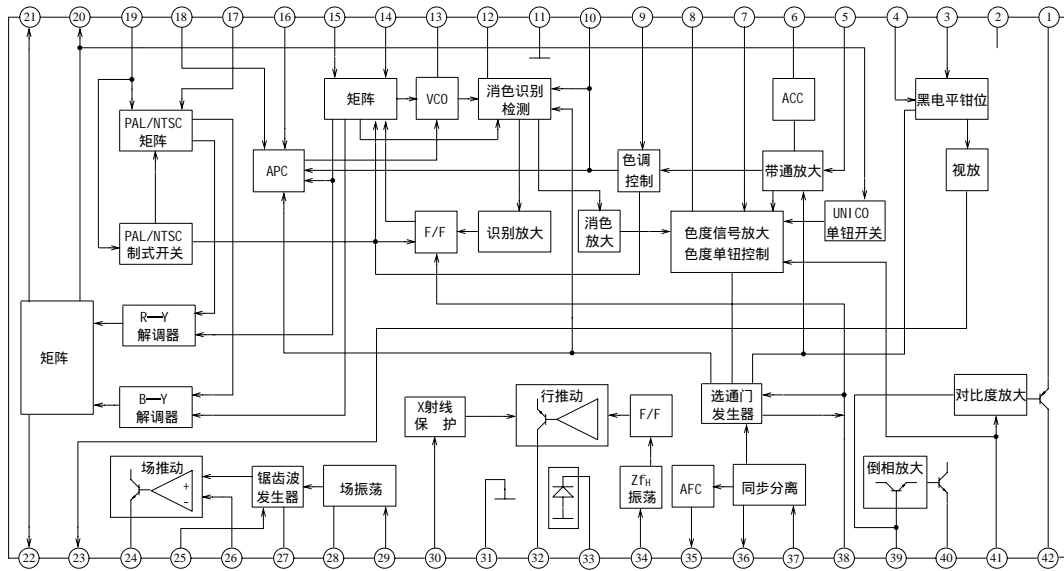 21 20 19 18 17 16 15 14 13 12 11 10 9 8 7 6 5 4 3 2 1
矩阵
VCO
消色识别
检测
ACC
黑电平钳位
PAL/NTSC
矩阵
APC
色调
控制
带通放大
视放
PAL/NTSC
制式开关
F/F
识别放大
消色
放大
色度信号放大
色度单钮控制
UNICO
单钮开关
矩阵
R—Y
解调器
B—Y
解调器
X射线
保 护
行推动
F/F
选通门
发生器
对比度放大
场推动
+
-
锯齿波
发生器
场振荡
ZfH
振荡
AFC
同步分离
倒相放大
22 23 24 25 26 27 28 29 30 31 32 33 34 35 36 37 38 39 40 41 42